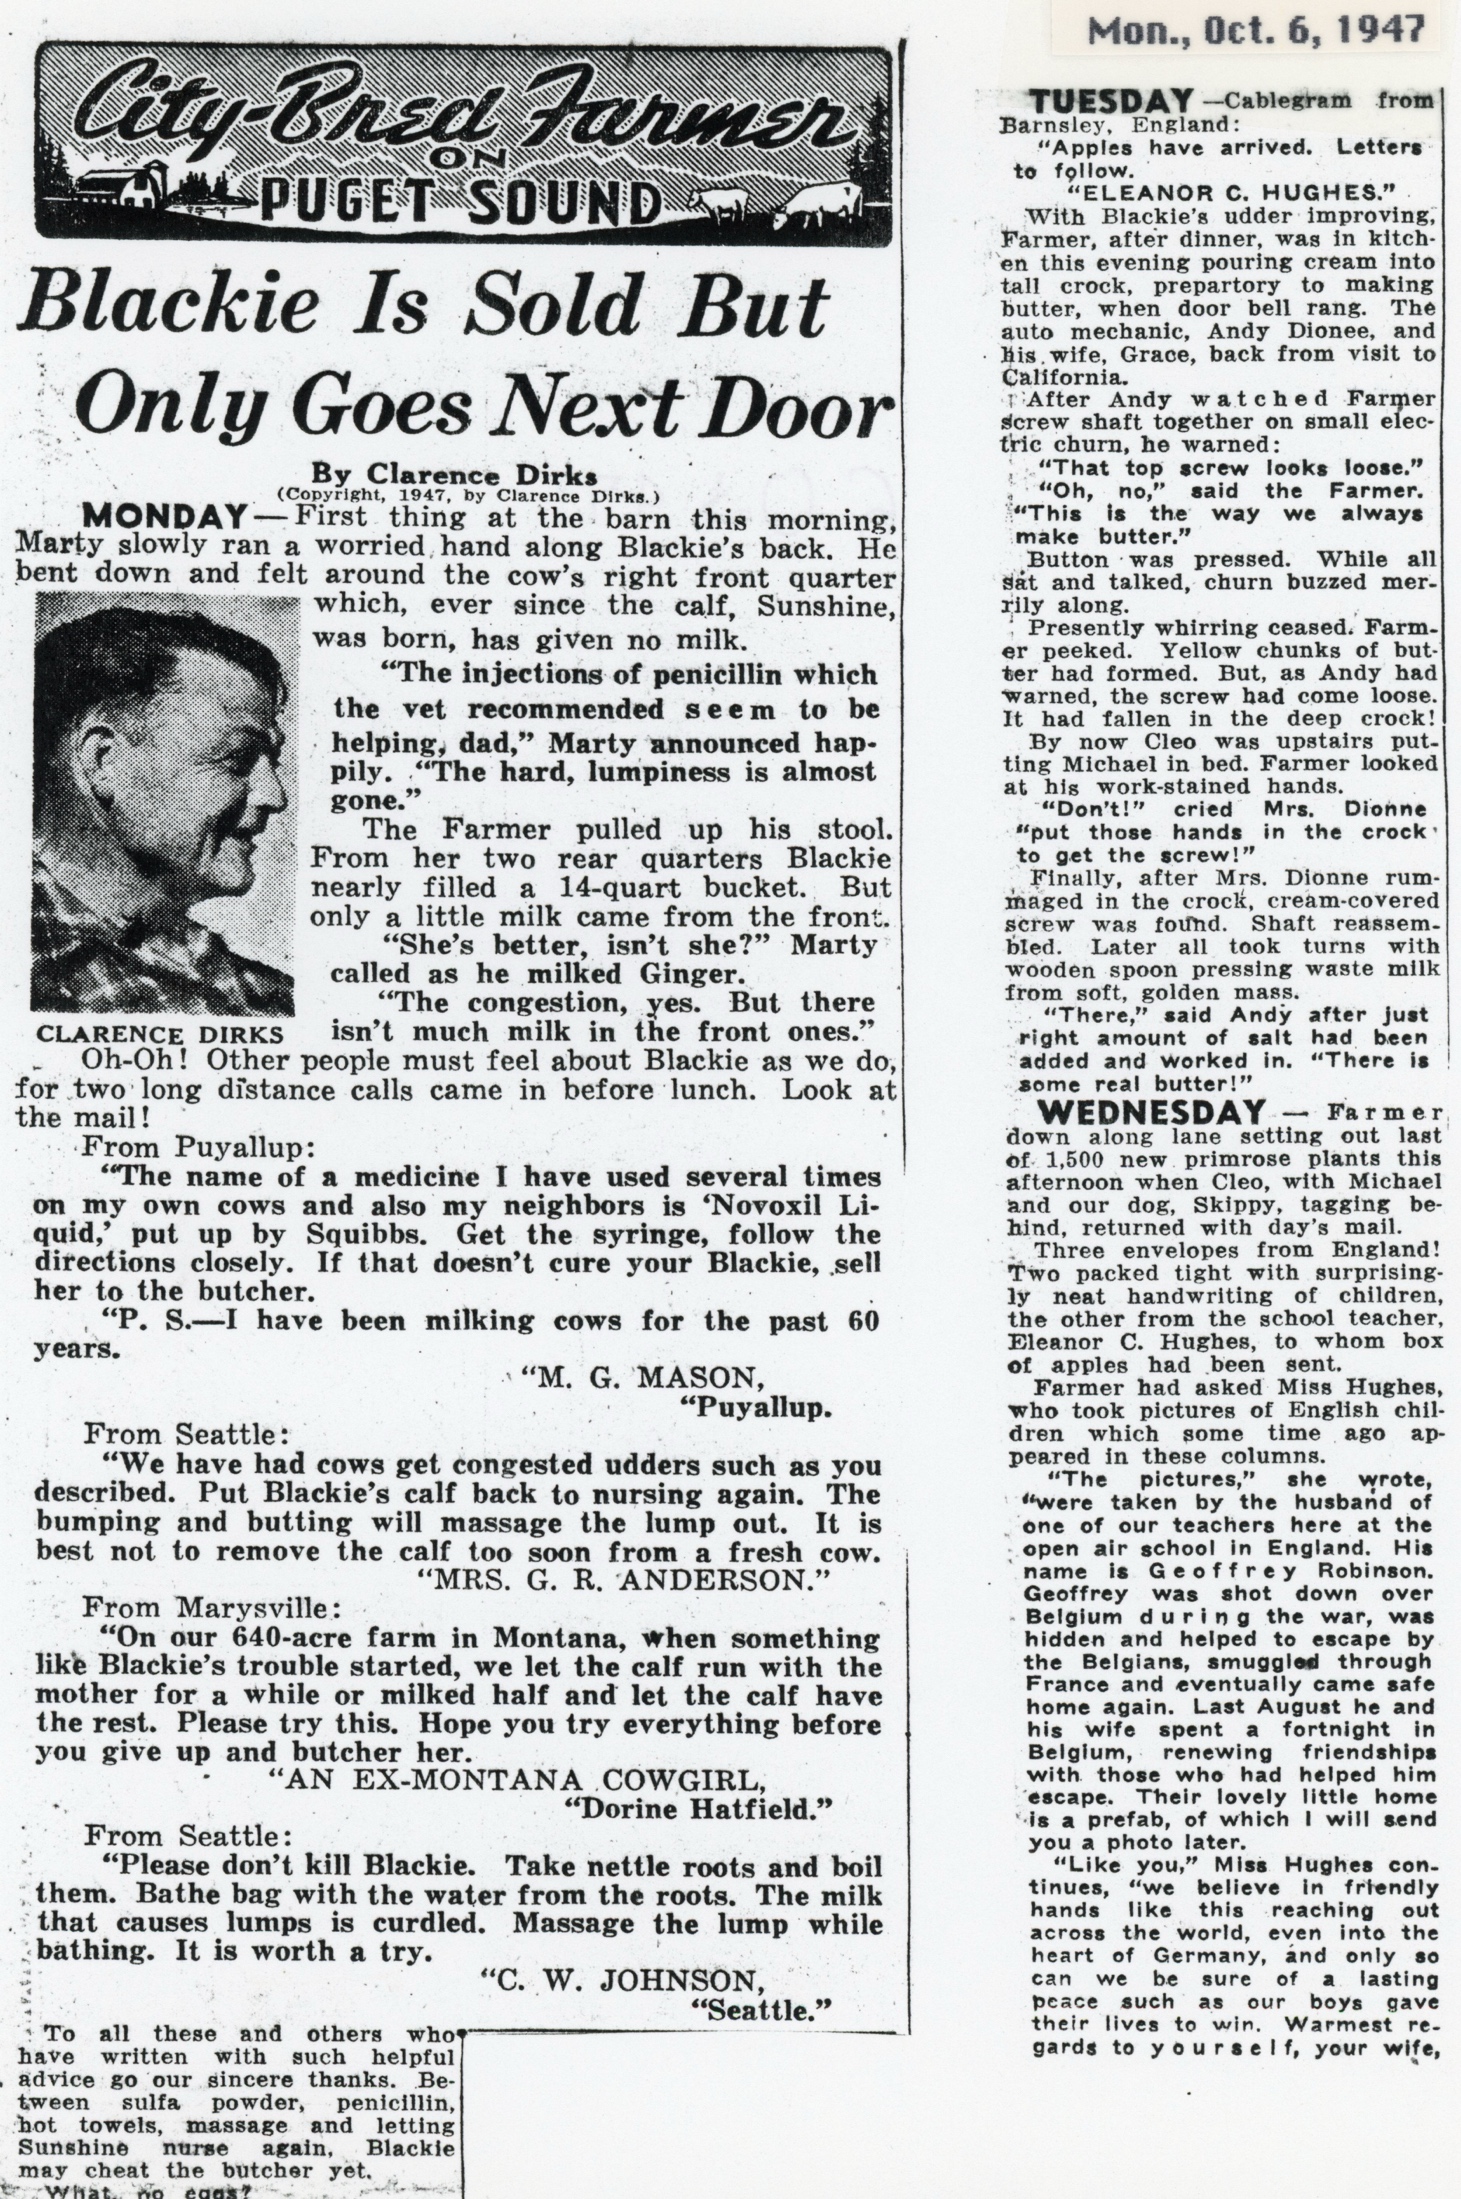 Mon., Oct. 6, 1947
City-Bred Farmer
ON
PUGET SOUND
Blackie Is Sold But
Only Goes Next Door
By Clarence Dirks
(Copyright, 1947, by Clarence Dirks.)
MONDAY—First thing at the barn this morning,
Marty slowly ran a worried hand along Blackie's back. He
bent down and felt around the cow's right front quarter
which, ever since the calf, Sunshine,
was born, has given no milk.
"The injections of penicillin which
the vet recommended seem to be
helping, dad," Marty announced hap-
pily. "The hard, lumpiness is almost
gone."
The Farmer pulled up his stool.
From her two rear quarters Blackie
nearly filled a 14-quart bucket. But
only a little milk came from the front.
"She's better, isn't she?" Marty
called as he milked Ginger.
"The congestion, yes. But there
isn't much milk in the front ones."
CLARENCE DIRKS
Oh-Oh! Other people must feel about Blackie as we do,
for two long distance calls came in before lunch. Look at
the mail!
From Puyallup:
"The name of a medicine I have used several times
on my own cows and also my neighbors is 'Novoxil Li-
quid,' put up by Squibbs. Get the syringe, follow the
directions closely. If that doesn't cure your Blackie, sell
her to the butcher.
"P. S.—I have been milking cows for the past 60
years.
"M. G. MASON,
"Puyallup.
From Seattle:
"We have had cows get congested udders such as you
described. Put Blackie's calf back to nursing again. The
bumping and butting will massage the lump out. It is
best not to remove the calf too soon from a fresh cow.
"MRS. G. R. ANDERSON."
From Marysville:
"On our 640-acre farm in Montana, when something
like Blackie's trouble started, we let the calf run with the
mother for a while or milked half and let the calf have
the rest. Please try this. Hope you try everything before
you give up and butcher her.
"AN EX-MONTANA COWGIRL,
"Dorine Hatfield."
From Seattle:
"Please don't kill Blackie. Take nettle roots and boil
them. Bathe bag with the water from the roots. The milk
that causes lumps is curdled. Massage the lump while
bathing. It is worth a try.
"C. W. JOHNSON,
"Seattle."
To all these and others who
have written with such helpful
advice go our sincere thanks. Be-
tween sulfa powder, penicillin,
hot towels, massage and letting
Sunshine nurse again, Blackie
may cheat the butcher yet.
What, no eggs?
TUESDAY—Cablegram from
Barnsley, England:
"Apples have arrived. Letters
to follow.
"ELEANOR C. HUGHES."
With Blackie's udder improving,
Farmer, after dinner, was in kitch-
en this evening pouring cream into
tall crock, prepartory to making
butter, when door bell rang. The
auto mechanic, Andy Dionee, and
his wife, Grace, back from visit to
California.
After Andy watched Farmer
screw shaft together on small elec-
tric churn, he warned:
"That top screw looks loose."
"Oh, no," said the Farmer.
"This is the way we always
make butter."
Button was pressed. While all
sat and talked, churn buzzed mer-
rily along.
Presently whirring ceased. Farm-
er peeked. Yellow chunks of but-
ter had formed. But, as Andy had
warned, the screw had come loose.
It had fallen in the deep crock!
By now Cleo was upstairs put-
ting Michael in bed. Farmer looked
at his work-stained hands.
"Don't!" cried Mrs. Dionne
"put those hands in the crock
to get the screw!"
Finally, after Mrs. Dionne rum-
maged in the crock, cream-covered
screw was found. Shaft reassem-
bled. Later all took turns with
wooden spoon pressing waste milk
from soft, golden mass.
"There," said Andy after just
right amount of salt had been
added and worked in. "There is
some real butter!"
WEDNESDAY — Farmer
down along lane setting out last
of 1,500 new primrose plants this
afternoon when Cleo, with Michael
and our dog, Skippy, tagging be-
hind, returned with day's mail.
Three envelopes from England!
Two packed tight with surprising-
ly neat handwriting of children,
the other from the school teacher,
Eleanor C. Hughes, to whom box
of apples had been sent.
Farmer had asked Miss Hughes,
who took pictures of English chil-
dren which some time ago ap-
peared in these columns.
"The pictures," she wrote,
"were taken by the husband of
one of our teachers here at the
open air school in England. His
name is Geoffrey Robinson.
Geoffrey was shot down over
Belgium during the war, was
hidden and helped to escape by
the Belgians, smuggled through
France and eventually came safe
home again. Last August he and
his wife spent a fortnight in
Belgium, renewing friendships
with those who had helped him
escape. Their lovely little home
is a prefab, of which I will send
you a photo later.
"Like you," Miss Hughes con-
tinues, "we believe in friendly
hands like this reaching out
across the world, even into the
heart of Germany, and only so
can we be sure of a lasting
peace such as our boys gave
their lives to win. Warmest re-
gards to yourself, your wife,